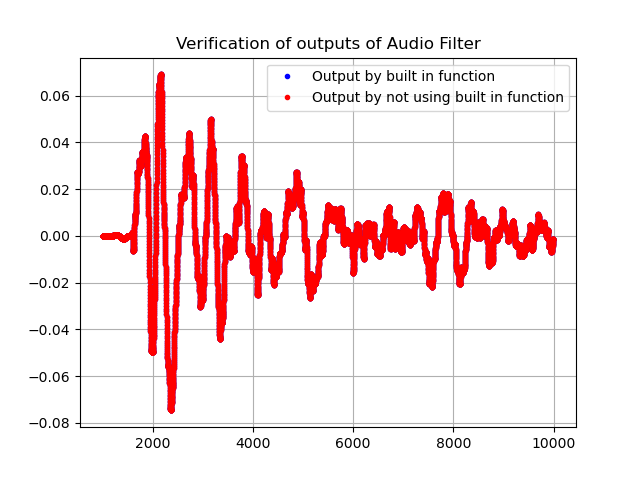 Verification of outputs of Audio Filter
Output by built in function
Output by not using built in function
0.06
0.04
0.02
0.00
−0.02
−0.04
−0.06
−0.08
2000 4000 6000 8000 10000